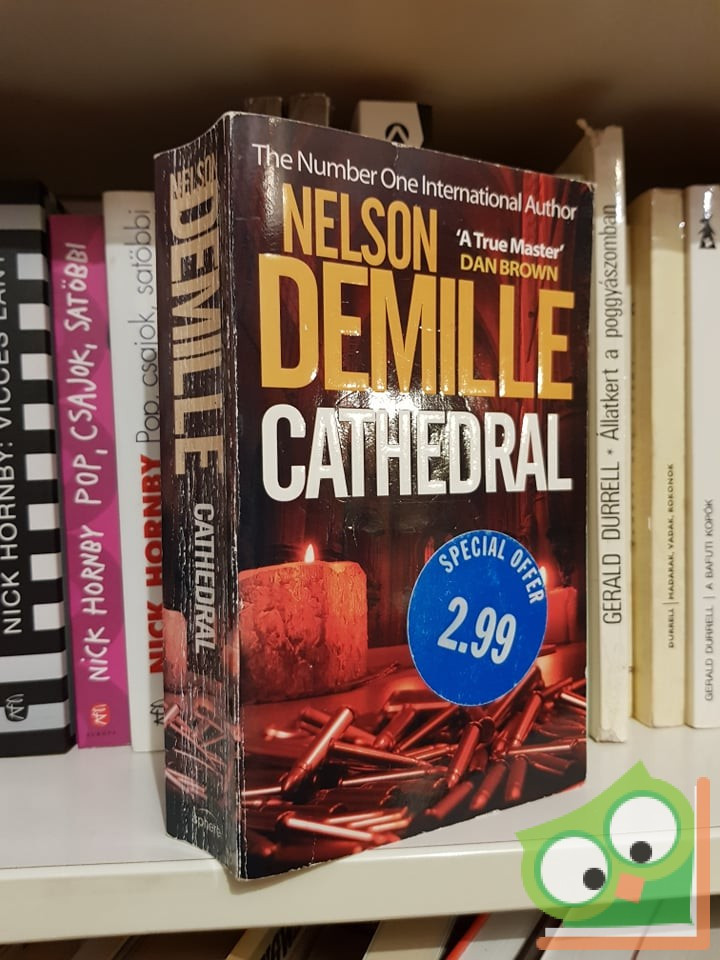 The Number One International Author
NELSON
DEMILLE
'A True Master'
DAN BROWN
CATHEDRAL
SPECIAL OFFER
2.99
NELSON
DEMILLE
CATHEDRAL
sphere
NICK HORNBY: VICCES LÁNY
NICK HORNBY POP, CSAJOK, SATÖBBI
EURÓPA
NICK HORNBY Pop, csajok, satöbbi
GERALD DURRELL • Állatkert a poggyászomban
DURRELL | MADARAK, VADAK, ROKONOK
GERALD DURRELL | A BAFUTI KOPÓK